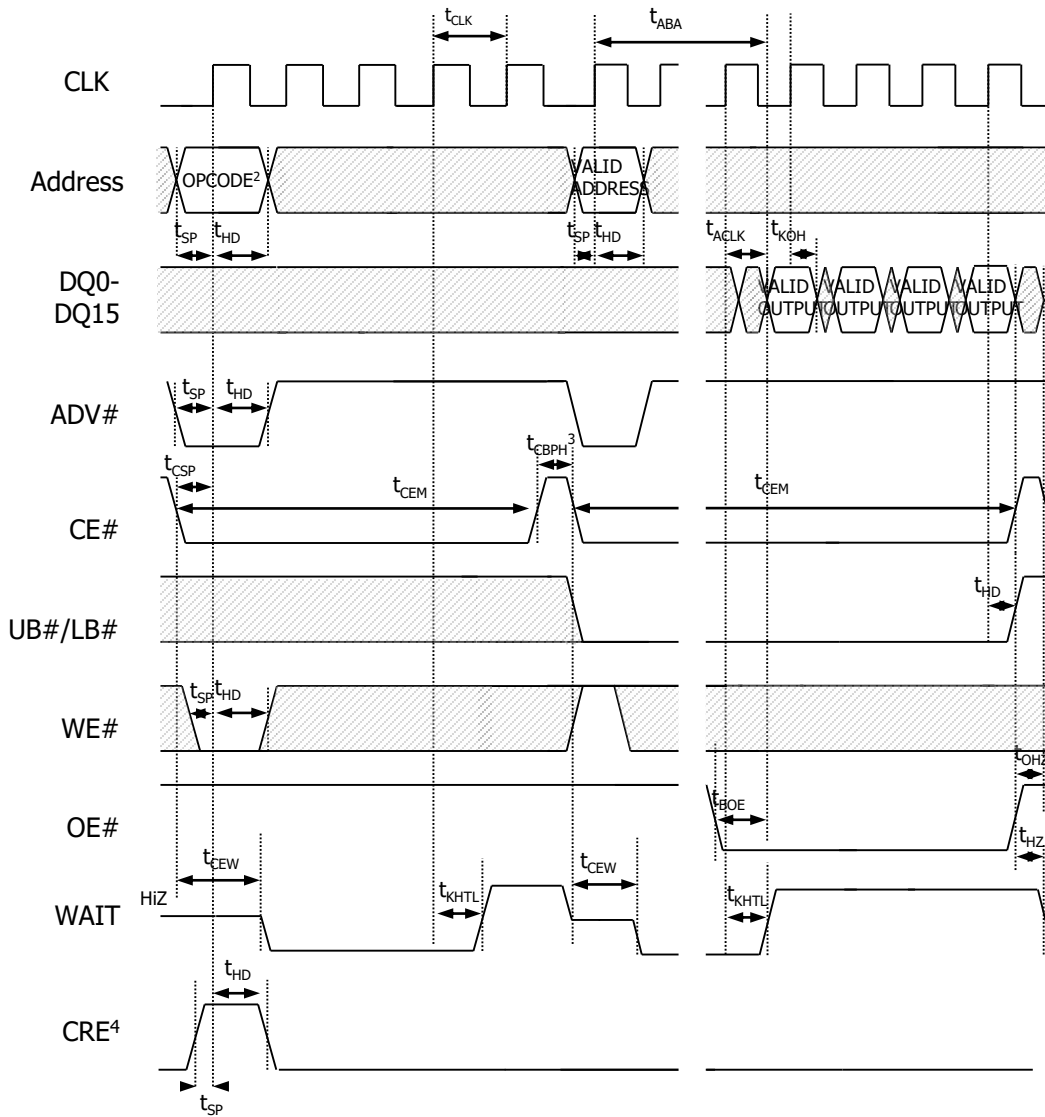 tCLK
tABA
CLK
Address
OPCODE²
VALID
ADDRESS
tSP
tHD
tSP
tHD
tACLK
tKOH
DQ0-
DQ15
VALID
OUTPUT
VALID
OUTPUT
VALID
OUTPUT
VALID
OUTPUT
ADV#
tSP
tHD
tCBPH³
tCSP
tCEM
tCEM
CE#
tHD
UB#/LB#
tSP
tHD
WE#
tOHZ
OE#
tBOE
tHZ
tCEW
tCEW
HiZ
WAIT
tKHTL
tKHTL
tHD
CRE⁴
tSP